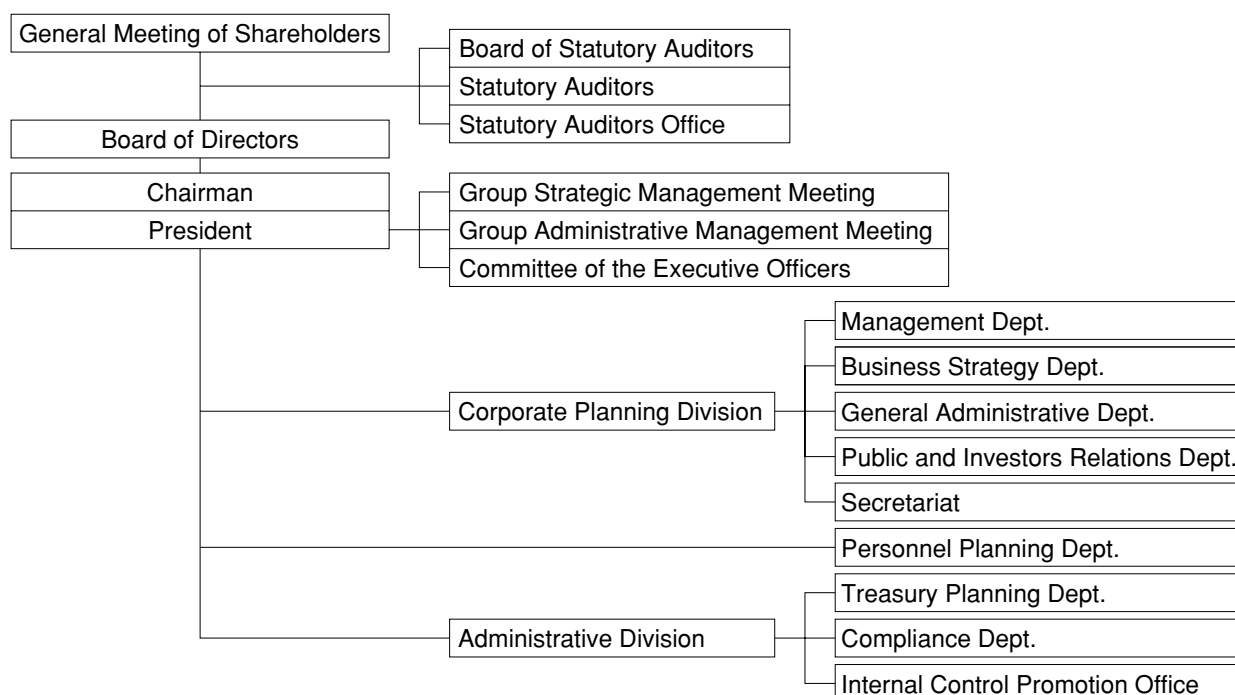 General Meeting of Shareholders
Board of Statutory Auditors
Statutory Auditors
Statutory Auditors Office
Board of Directors
Chairman
President
Group Strategic Management Meeting
Group Administrative Management Meeting
Committee of the Executive Officers
Corporate Planning Division
Management Dept.
Business Strategy Dept.
General Administrative Dept.
Public and Investors Relations Dept.
Secretariat
Personnel Planning Dept.
Administrative Division
Treasury Planning Dept.
Compliance Dept.
Internal Control Promotion Office